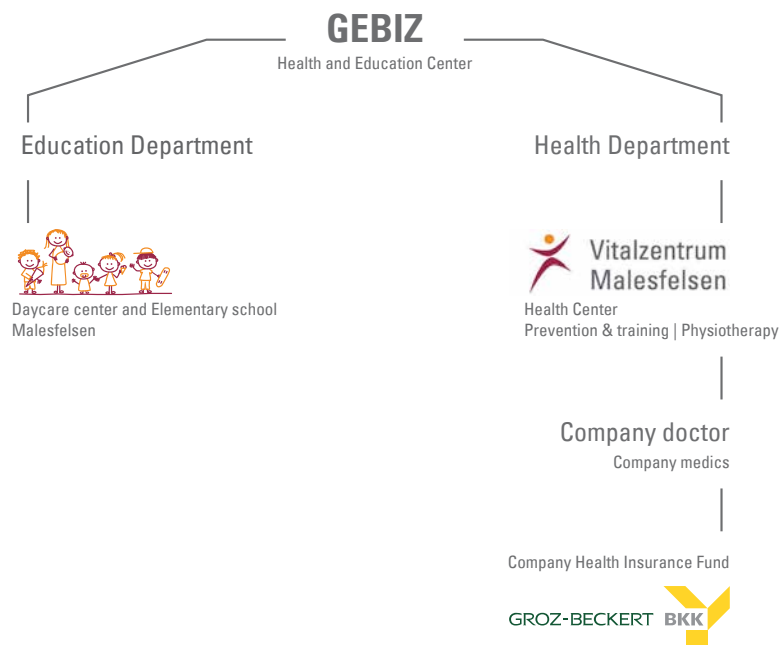 GEBIZ
Health and Education Center
Education Department
Health Department
Vitalzentrum
Malesfelsen
Daycare center and Elementary school
Malesfelsen
Health Center
Prevention & training | Physiotherapy
Company doctor
Company medics
Company Health Insurance Fund
GROZ-BECKERT BKK